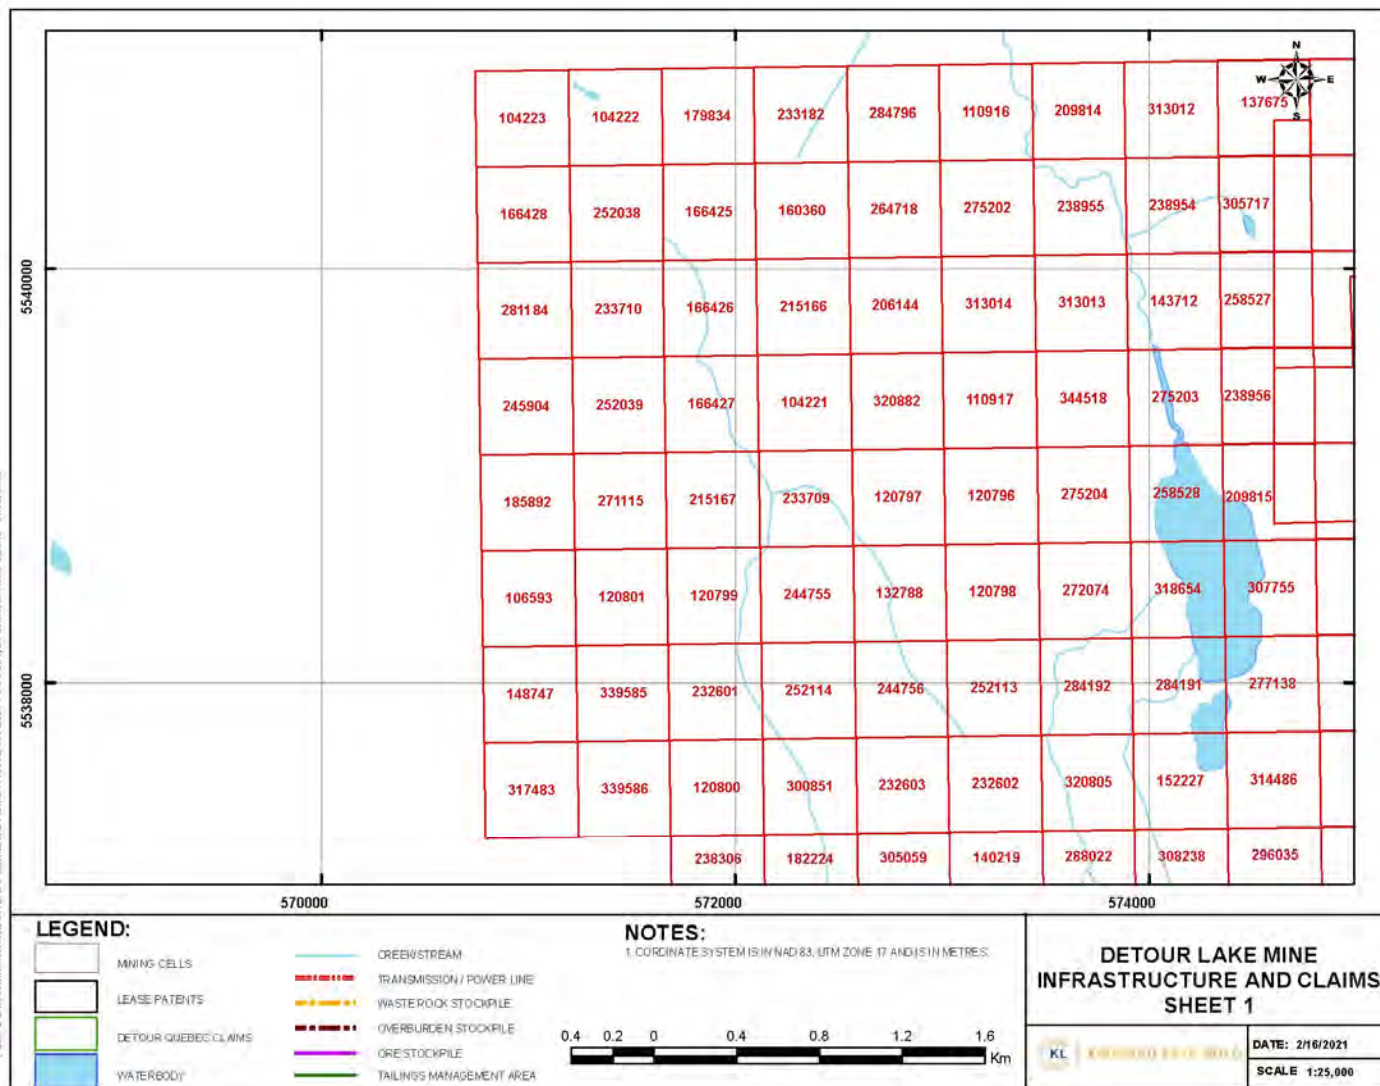 N
W E
S
104223 104222 179834 233182 284796 110916 209814 313012 137675
166428 252038 166425 160360 264718 275202 238955 238954 305717
5540000
281184 233710 166426 215166 206144 313014 313013 143712 258527
245904 252039 166427 104221 320882 110917 344518 275203 238956
185892 271115 215167 233709 120797 120796 275204 258528 209815
106593 120801 120799 244755 132788 120798 272074 318654 307755
5538000
148747 339585 232601 252114 244756 252113 284192 284191 277138
317483 339586 120800 300851 232603 232602 320805 152227 314486
238306 182224 305059 140219 288022 308238 296035
570000 572000 574000
LEGEND:
MINING CELLS
LEASE PATENTS
DETOUR QUEBEC CLAIMS
WATERBODY
CREEK/STREAM
TRANSMISSION / POWER LINE
WASTE ROCK STOCKPILE
OVERBURDEN STOCKPILE
ORE STOCKPILE
TAILINGS MANAGEMENT AREA
NOTES:
1. CORDINATE SYSTEM IS IN NAD 83, UTM ZONE 17 AND IS IN METRES.
0.4 0.2 0 0.4 0.8 1.2 1.6
Km
DETOUR LAKE MINE
INFRASTRUCTURE AND CLAIMS
SHEET 1
KL KIRKLAND LAKE GOLD
DATE: 2/16/2021
SCALE 1:25,000